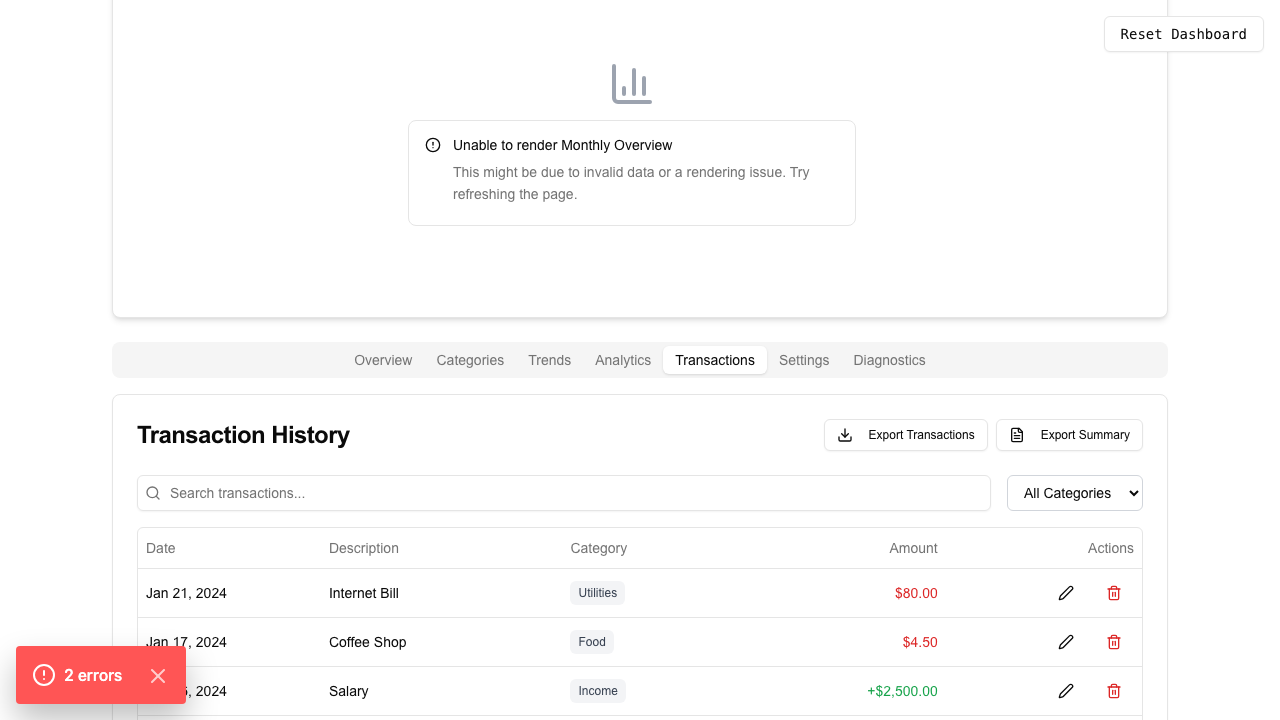 Reset Dashboard
Unable to render Monthly Overview
This might be due to invalid data or a rendering issue. Try
refreshing the page.
Overview Categories Trends Analytics Transactions Settings Diagnostics
Transaction History Export Transactions Export Summary
Search transactions... All Categories
Date Description Category Amount Actions
Jan 21, 2024 Internet Bill Utilities $80.00
Jan 17, 2024 Coffee Shop Food $4.50
2024 Salary Income +$2,500.00
2 errors